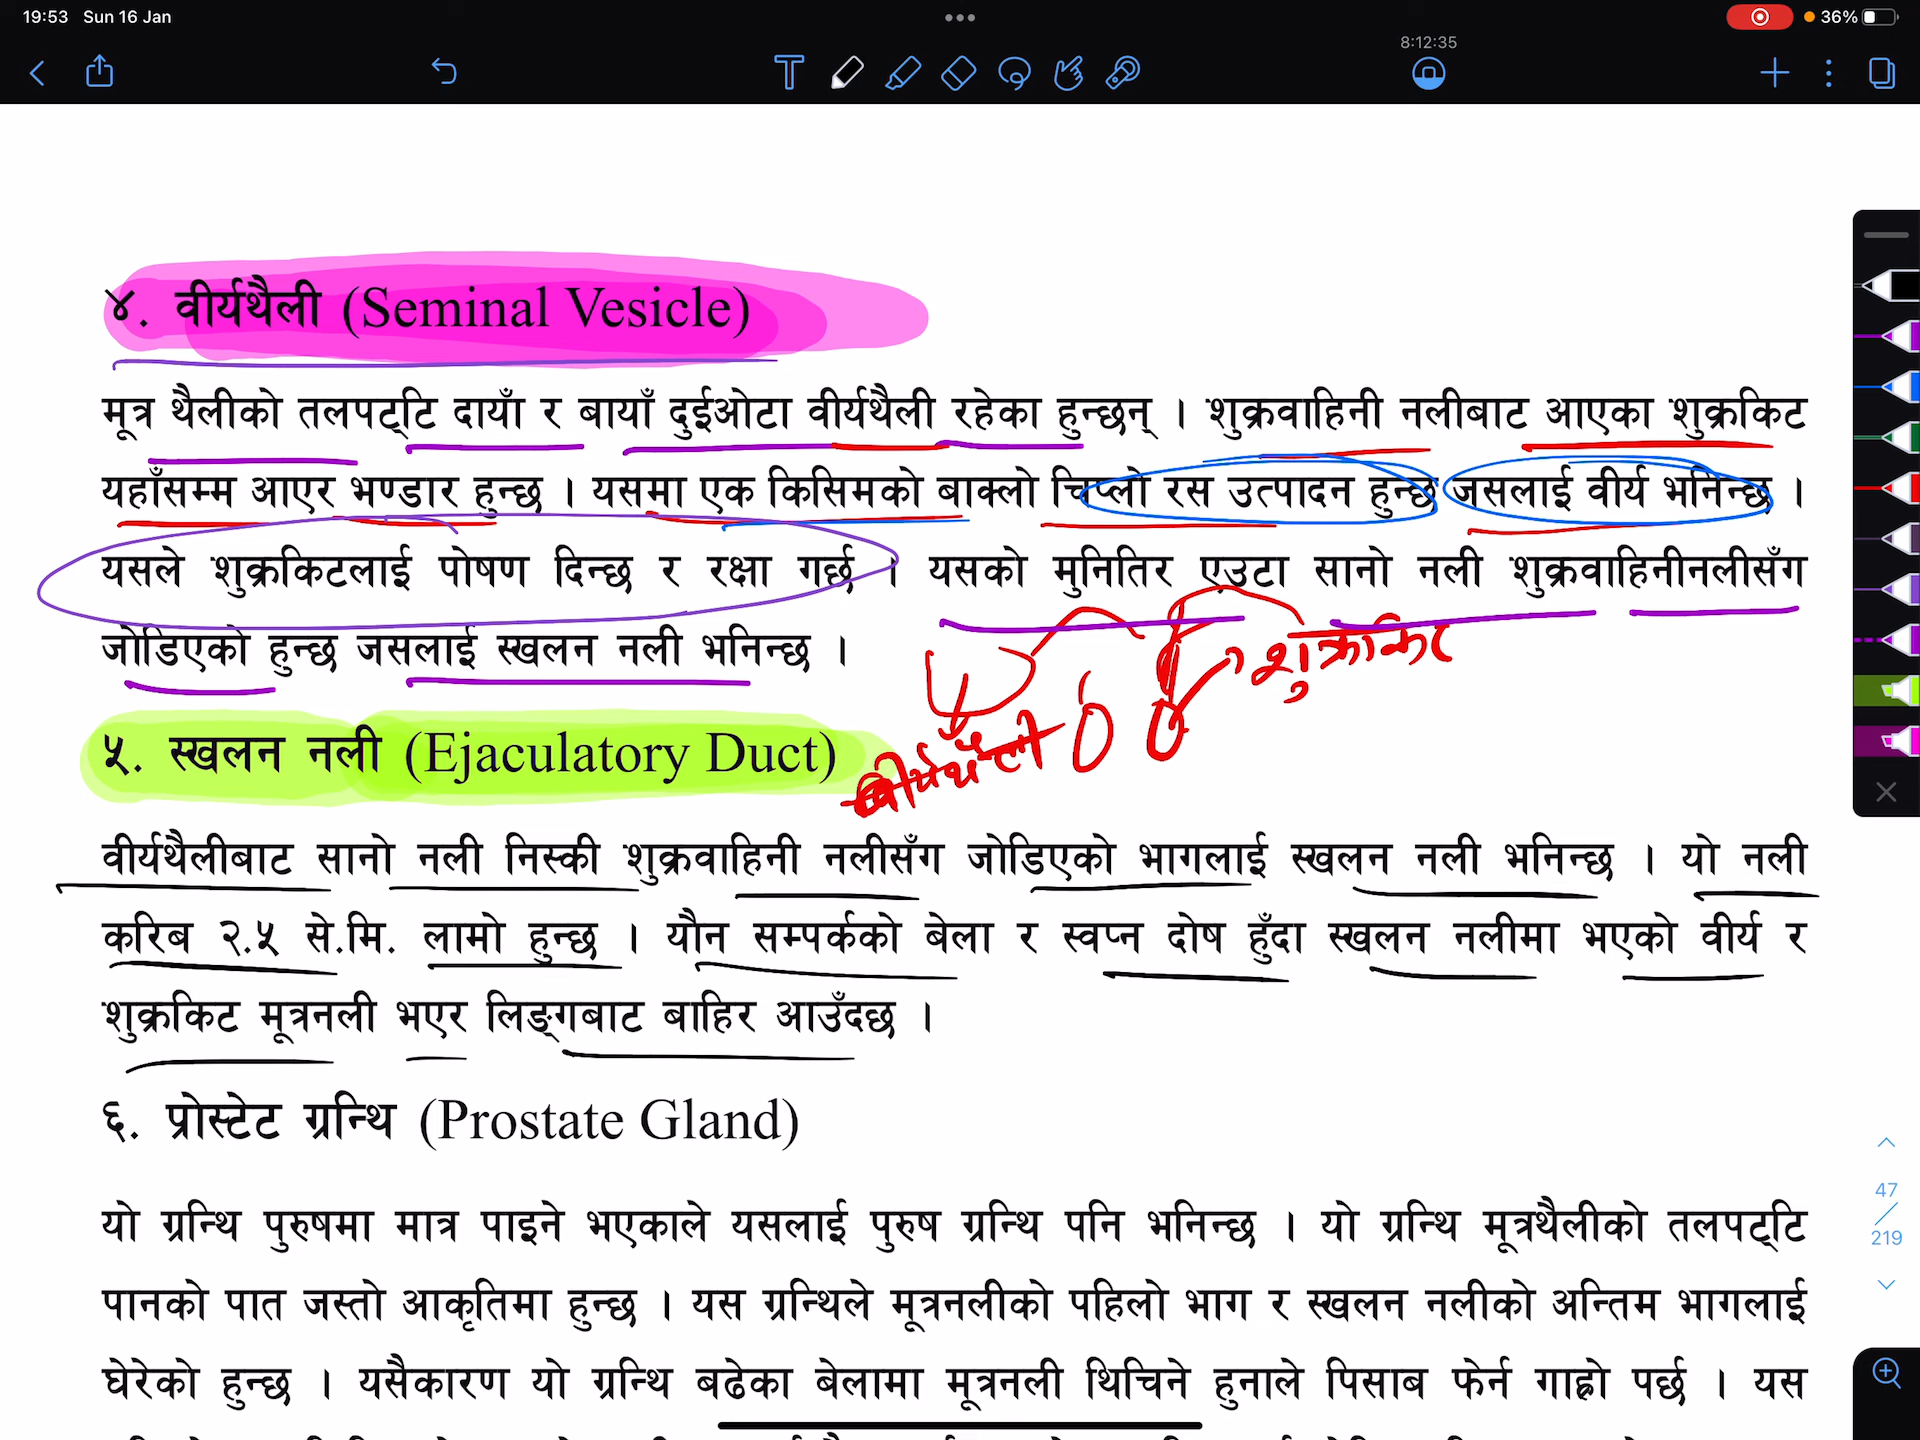 19:53 Sun 16 Jan
36%
8:12:35
४. वीर्यथैली (Seminal Vesicle)
मूत्र थैलीको तलपट्टि दायाँ र बायाँ दुईओटा वीर्यथैली रहेका हुन्छन् । शुक्रवाहिनी नलीबाट आएका शुक्रकिट
यहाँसम्म आएर भण्डार हुन्छ । यसमा एक किसिमको बाक्लो चिप्लो रस उत्पादन हुन्छ जसलाई वीर्य भनिन्छ ।
यसले शुक्रकिटलाई पोषण दिन्छ र रक्षा गर्छ । यसको मुनितिर एउटा सानो नली शुक्रवाहिनीनलीसँग
जोडिएको हुन्छ जसलाई स्खलन नली भनिन्छ ।
शुक्रकिट
वीर्यथैली
५. स्खलन नली (Ejaculatory Duct)
वीर्यथैलीबाट सानो नली निस्की शुक्रवाहिनी नलीसँग जोडिएको भागलाई स्खलन नली भनिन्छ । यो नली
करिब २.५ से.मि. लामो हुन्छ । यौन सम्पर्कको बेला र स्वप्न दोष हुँदा स्खलन नलीमा भएको वीर्य र
शुक्रकिट मूत्रनली भएर लिङ्गबाट बाहिर आउँदछ ।
६. प्रोस्टेट ग्रन्थि (Prostate Gland)
यो ग्रन्थि पुरुषमा मात्र पाइने भएकाले यसलाई पुरुष ग्रन्थि पनि भनिन्छ । यो ग्रन्थि मूत्रथैलीको तलपट्टि
पानको पात जस्तो आकृतिमा हुन्छ । यस ग्रन्थिले मूत्रनलीको पहिलो भाग र स्खलन नलीको अन्तिम भागलाई
घेरेको हुन्छ । यसैकारण यो ग्रन्थि बढेका बेलामा मूत्रनली थिचिने हुनाले पिसाब फेर्न गाह्रो पर्छ । यस
47
/
219